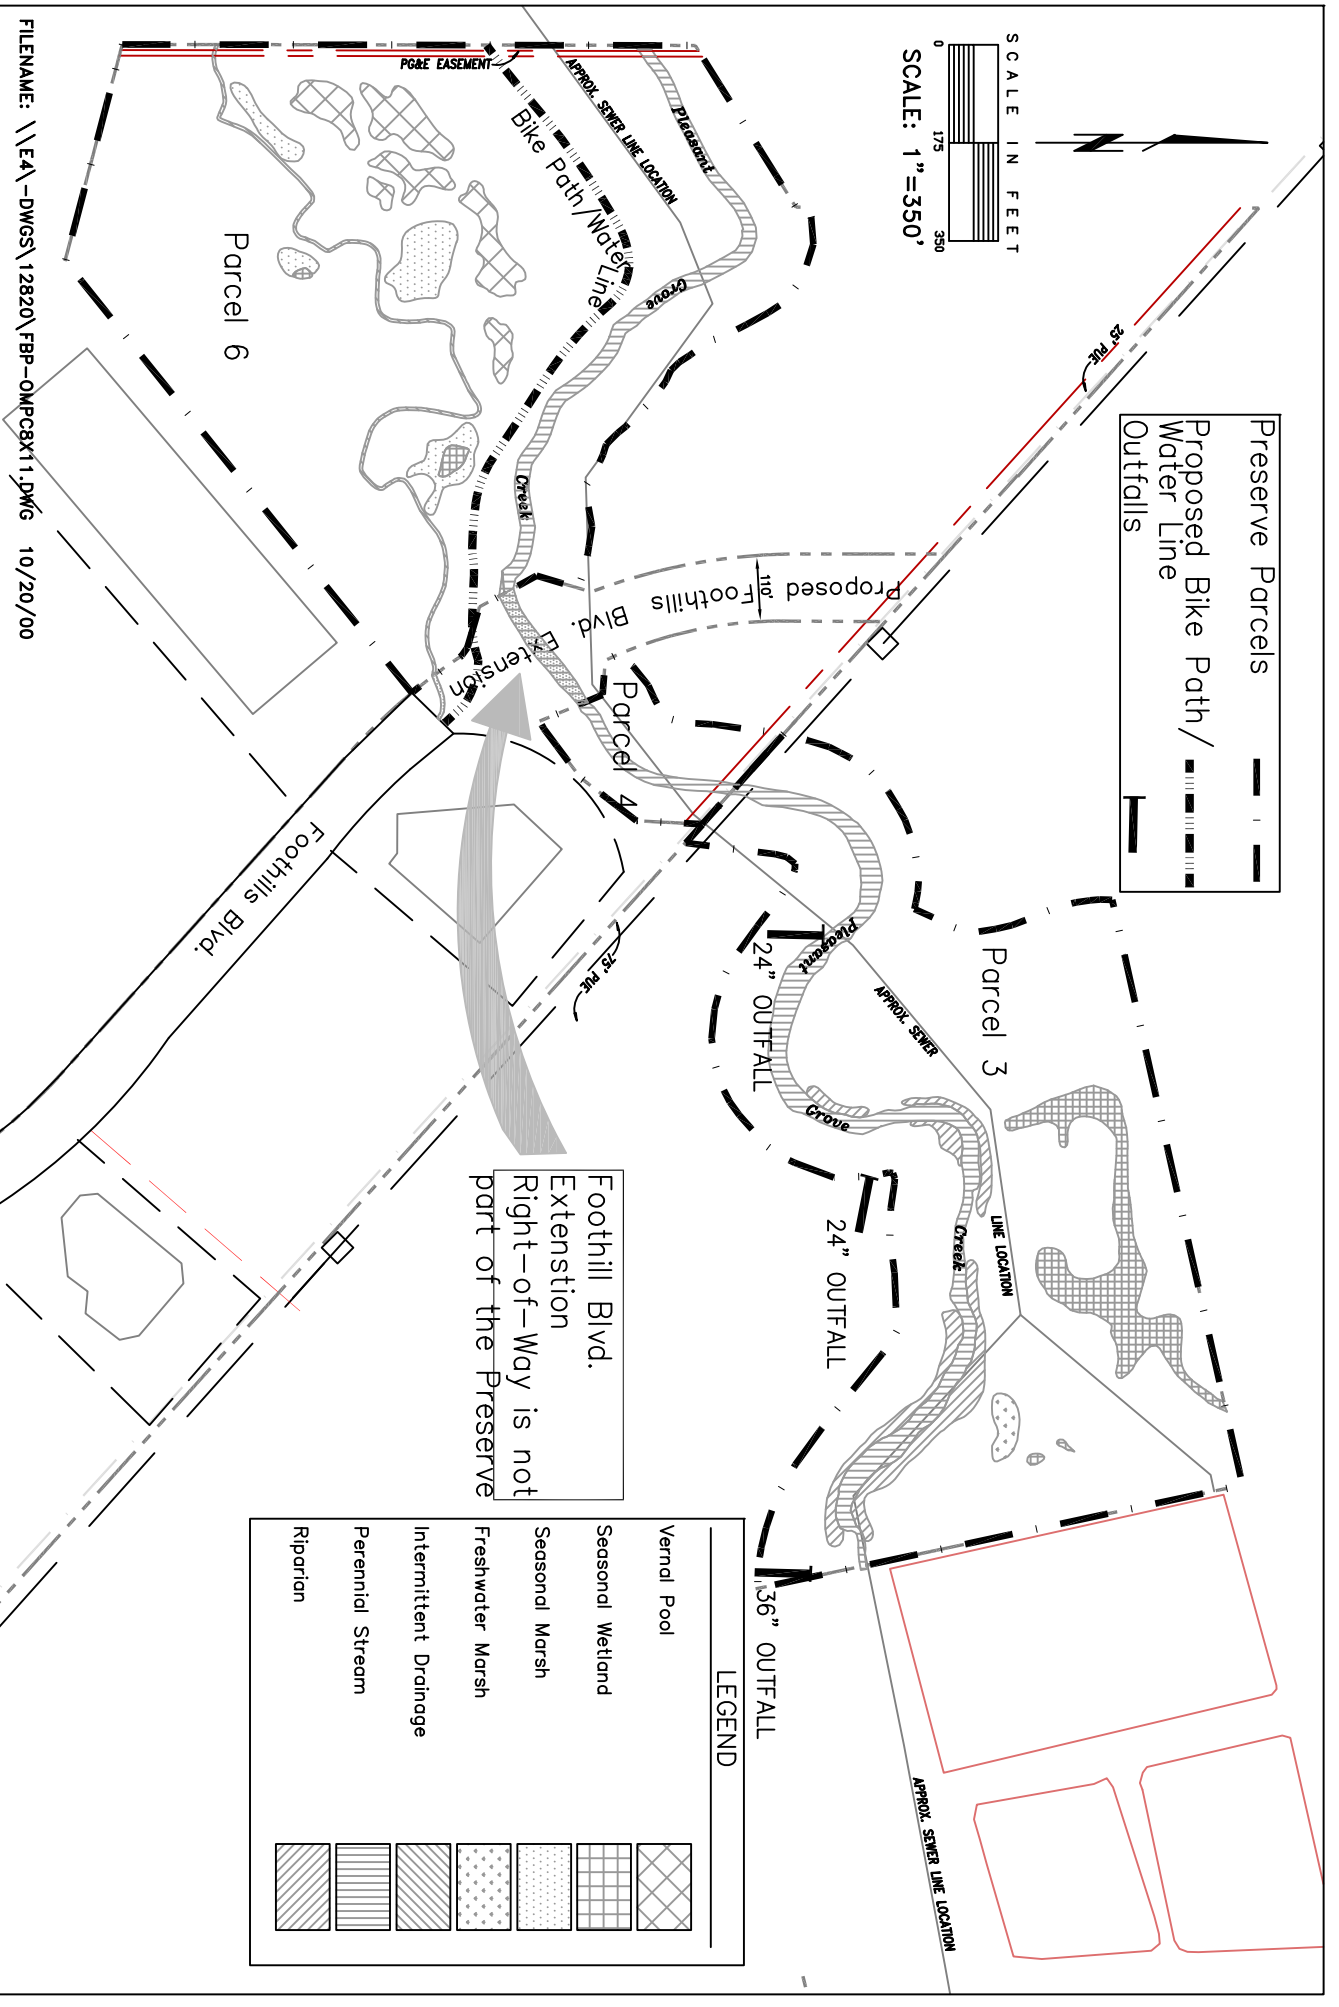 SCALE IN FEET
0 175 350
SCALE: 1"=350'
Preserve Parcels
Proposed Bike Path/
Water Line
Outfalls
25' PUE
Pleasant
Grove
Creek
APPROX. SEWER LINE LOCATION
PG&E EASEMENT
Bike Path/Water
Line
Parcel 6
Proposed Foothills Blvd. Extension
110'
Parcel 4
Parcel 3
Pleasant
Grove
Creek
APPROX. SEWER
LINE LOCATION
24" OUTFALL
24" OUTFALL
36" OUTFALL
75' PUE
Foothills Blvd.
APPROX. SEWER LINE LOCATION
Foothill Blvd.
Extenstion
Right-of-Way is not
part of the Preserve
LEGEND
Vernal Pool
Seasonal Wetland
Seasonal Marsh
Freshwater Marsh
Intermittent Drainage
Perennial Stream
Riparian
FILENAME: \\E4\-DWGS\12820\FBP-OMPC8X11.DWG 10/20/00